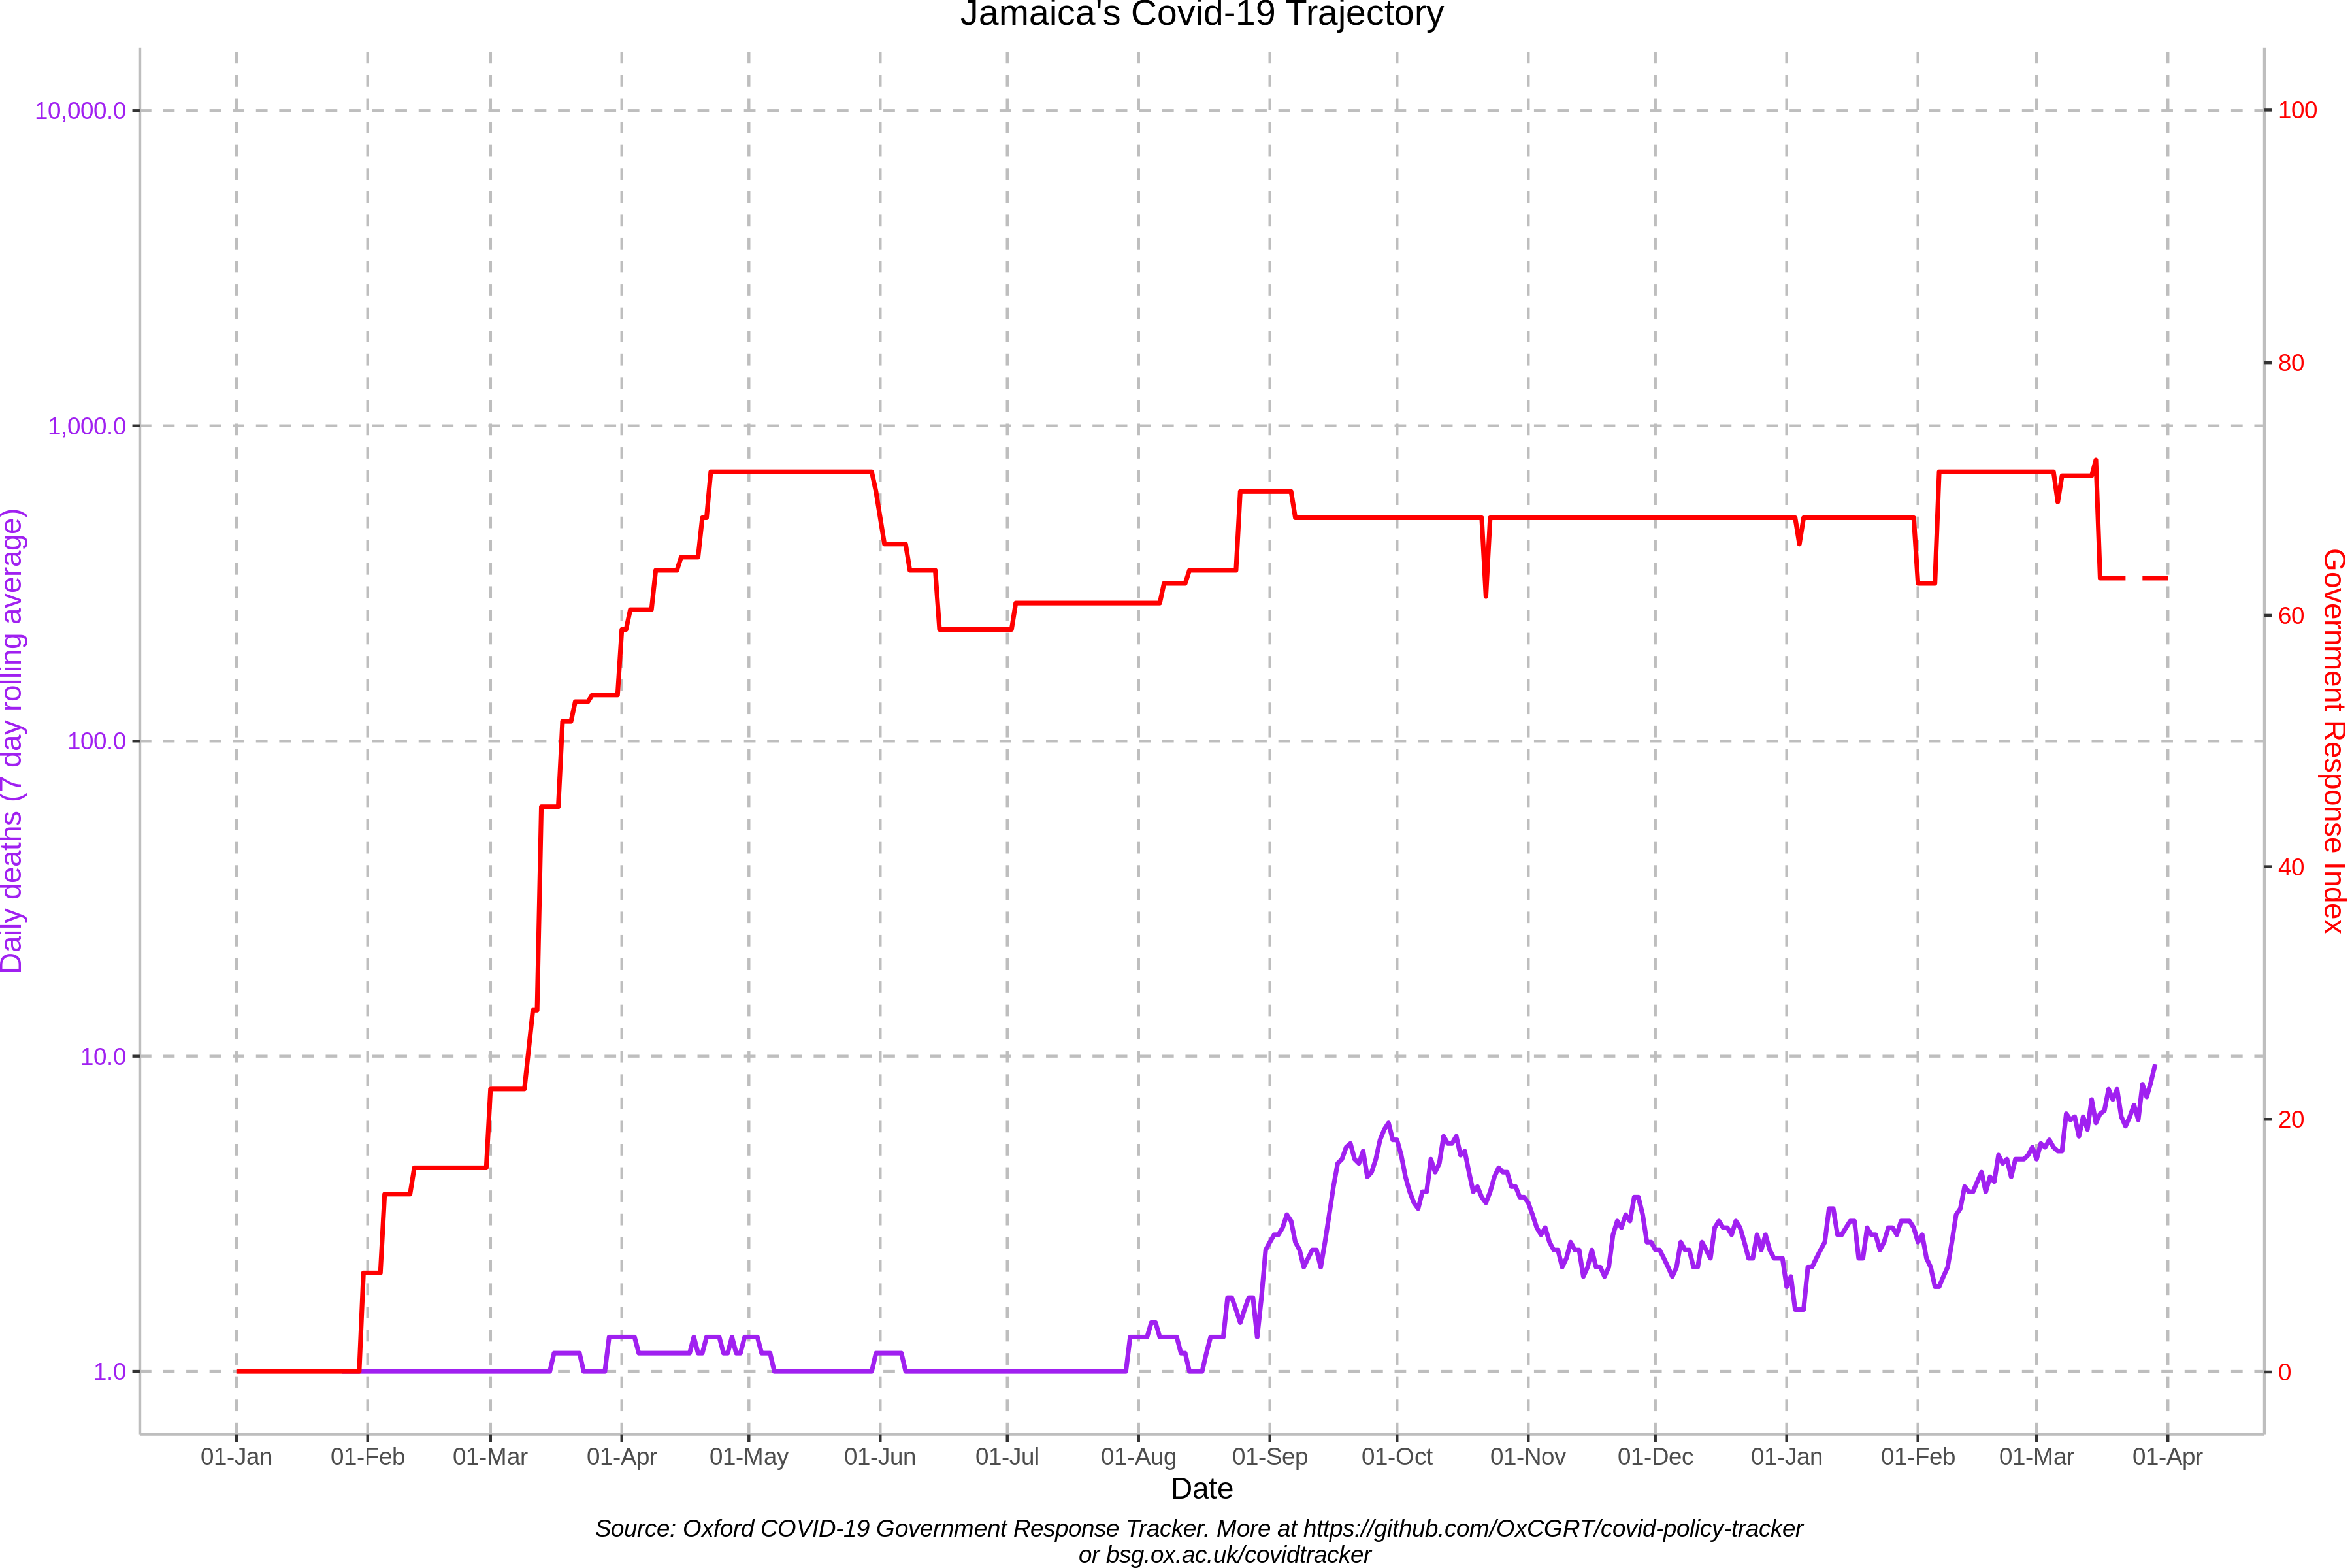 Jamaica's Covid-19 Trajectory
10,000.0
1,000.0
100.0
10.0
1.0
Daily deaths (7 day rolling average)
100
80
60
40
20
0
Government Response Index
01-Jan 01-Feb 01-Mar 01-Apr 01-May 01-Jun 01-Jul 01-Aug 01-Sep 01-Oct 01-Nov 01-Dec 01-Jan 01-Feb 01-Mar 01-Apr
Date
Source: Oxford COVID-19 Government Response Tracker. More at https://github.com/OxCGRT/covid-policy-tracker
or bsg.ox.ac.uk/covidtracker